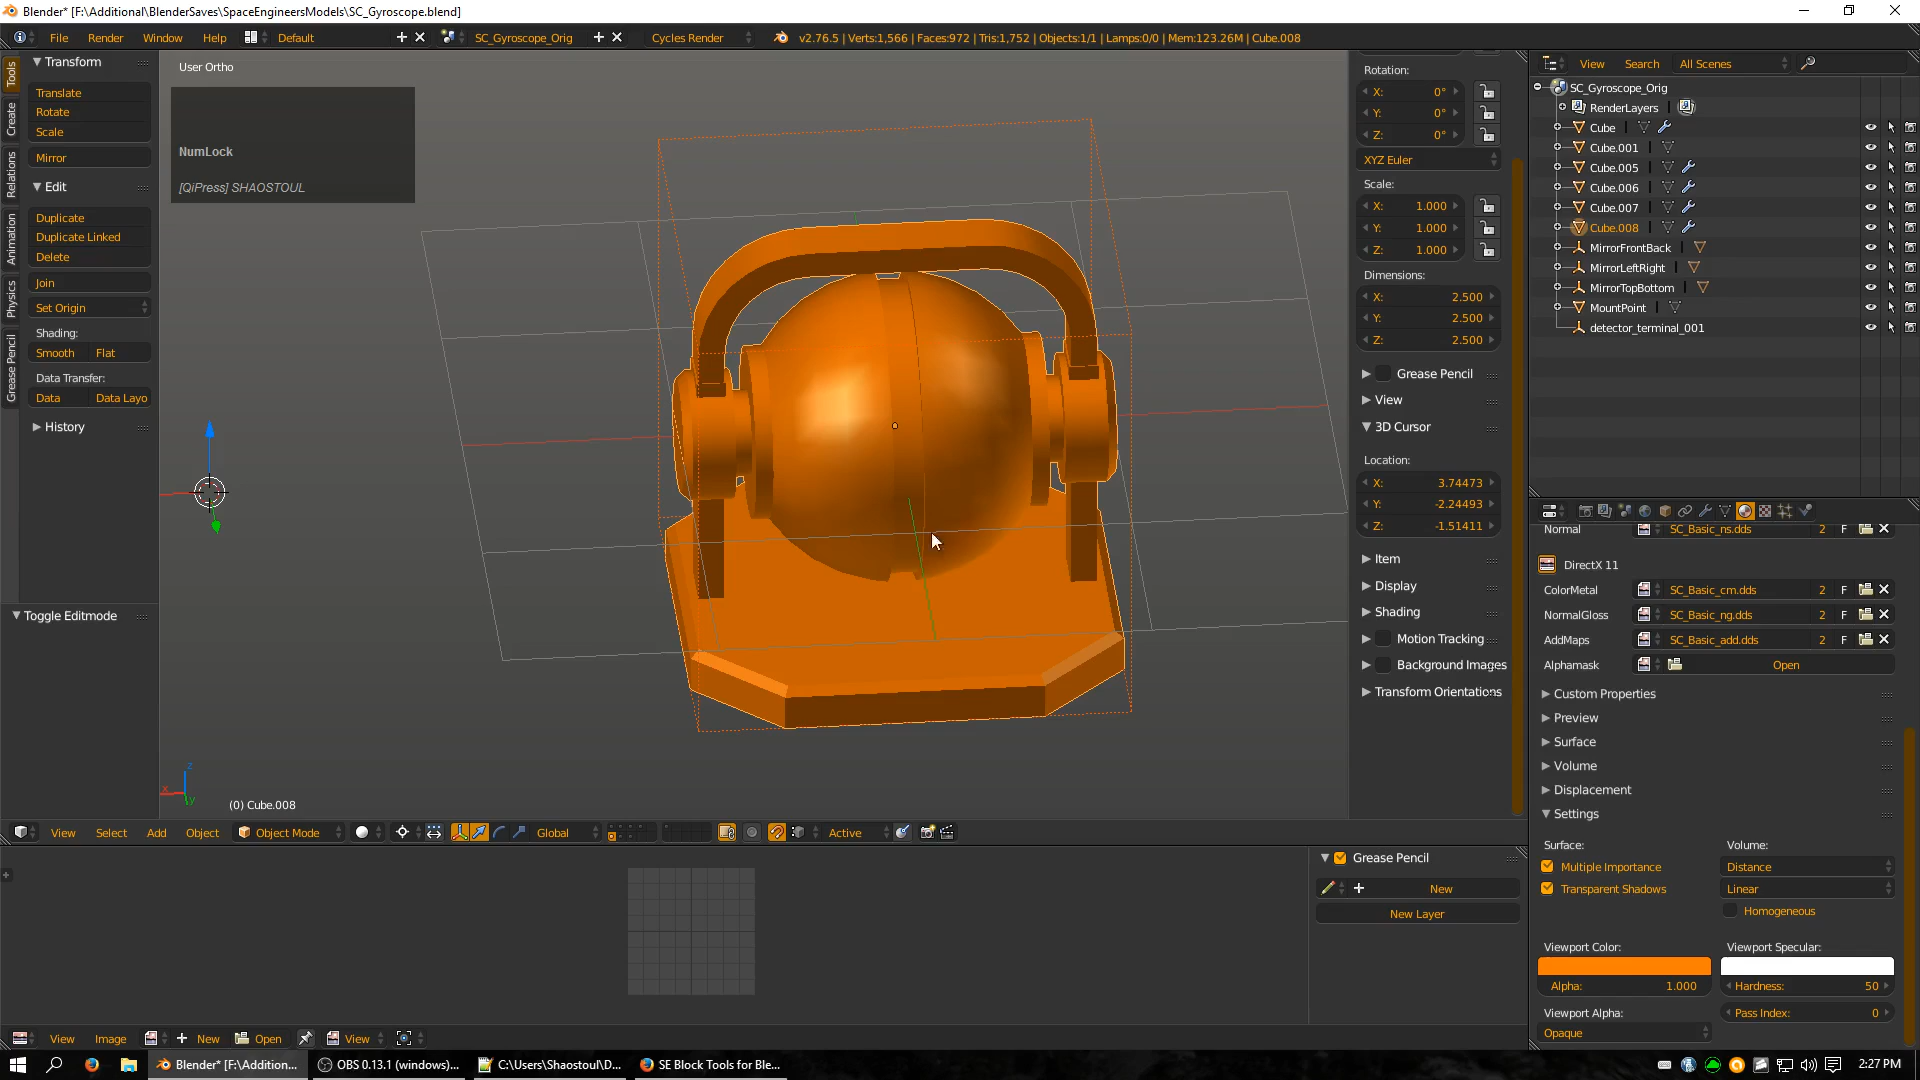 Blender* [F:\Additional\BlenderSaves\SpaceEngineersModels\SC_Gyroscope.blend]
File Render Window Help Default SC_Gyroscope_Orig Cycles Render v2.76.5 | Verts:1,566 | Faces:972 | Tris:1,752 | Objects:1/1 | Lamps:0/0 | Mem:123.26M | Cube.008
Tools
Create
Relations
Animation
Physics
Grease Pencil
Transform
Translate
Rotate
Scale
Mirror
Edit
Duplicate
Duplicate Linked
Delete
Join
Set Origin
Shading:
Smooth Flat
Data Transfer:
Data Data Layo
History
Toggle Editmode
User Ortho
NumLock
[QiPress] SHAOSTOUL
z
x
y
(0) Cube.008
View Select Add Object Object Mode Global Active
Rotation:
X: 0°
Y: 0°
Z: 0°
XYZ Euler
Scale:
X: 1.000
Y: 1.000
Z: 1.000
Dimensions:
X: 2.500
Y: 2.500
Z: 2.500
Grease Pencil
View
3D Cursor
Location:
X: 3.74473
Y: -2.24493
Z: -1.51411
Item
Display
Shading
Motion Tracking
Background Images
Transform Orientations
View Search All Scenes
SC_Gyroscope_Orig
RenderLayers
Cube
Cube.001
Cube.005
Cube.006
Cube.007
Cube.008
MirrorFrontBack
MirrorLeftRight
MirrorTopBottom
MountPoint
detector_terminal_001
Normal SC_Basic_ns.dds 2 F
DirectX 11
ColorMetal SC_Basic_cm.dds 2 F
NormalGloss SC_Basic_ng.dds 2 F
AddMaps SC_Basic_add.dds 2 F
Alphamask Open
Custom Properties
Preview
Surface
Volume
Displacement
Settings
Surface: Volume:
Multiple Importance Distance
Transparent Shadows Linear
Homogeneous
Viewport Color: Viewport Specular:
Alpha: 1.000 Hardness: 50
Viewport Alpha: Pass Index: 0
Opaque
Grease Pencil
New
New Layer
View Image New Open View
Blender* [F:\Addition... OBS 0.13.1 (windows)... C:\Users\Shaostoul\D... SE Block Tools for Ble... 2:27 PM